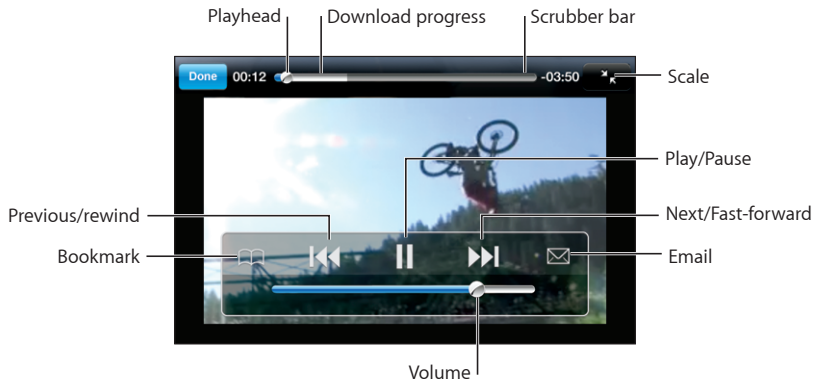 Playhead Download progress Scrubber bar
Done 00:12 -03:50
Scale
Play/Pause
Previous/rewind Next/Fast-forward
Bookmark Email
Volume